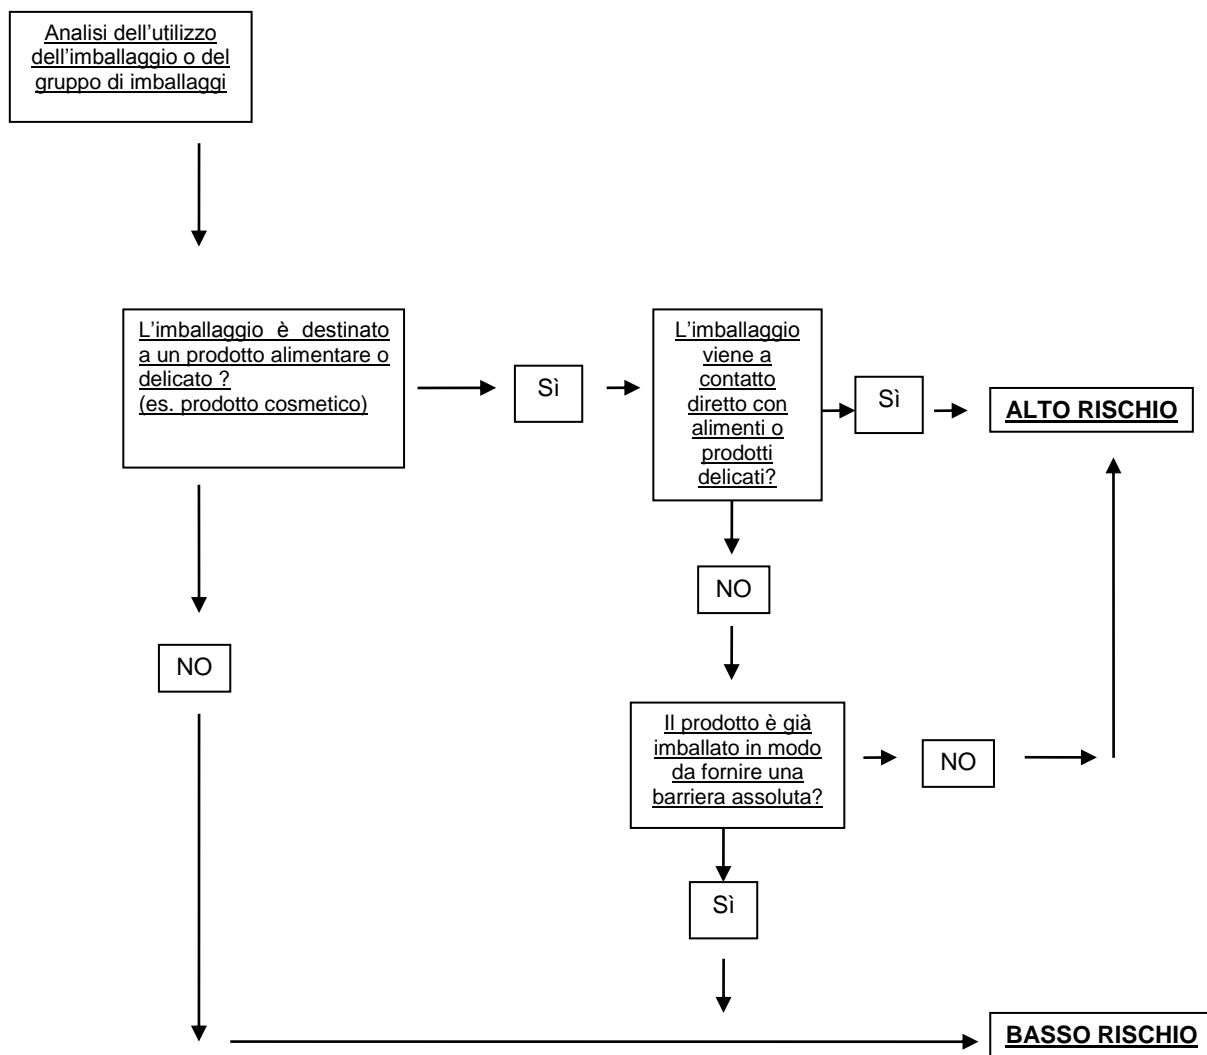 Analisi dell'utilizzo
dell'imballaggio o del
gruppo di imballaggi
L'imballaggio è destinato
a un prodotto alimentare o
delicato ?
(es. prodotto cosmetico)
Sì
L'imballaggio
viene a
contatto
diretto con
alimenti o
prodotti
delicati?
Sì
ALTO RISCHIO
NO
NO
Il prodotto è già
imballato in modo
da fornire una
barriera assoluta?
NO
Sì
BASSO RISCHIO